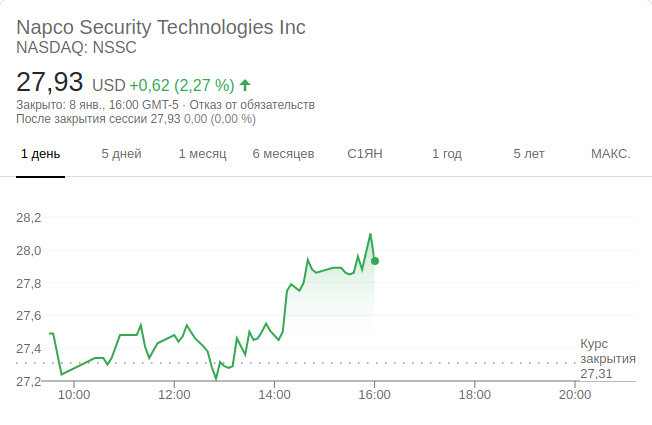 Napco Security Technologies Inc
NASDAQ: NSSC
27,93 USD +0,62 (2,27 %)
Закрыто: 8 янв., 16:00 GMT-5 · Отказ от обязательств
После закрытия сессии 27,93 0,00 (0,00 %)
1 день 5 дней 1 месяц 6 месяцев С1ЯН 1 год 5 лет МАКС.
28,2
28,0
27,8
27,6
27,4
27,2
Курс
закрытия
27,31
10:00 12:00 14:00 16:00 18:00 20:00